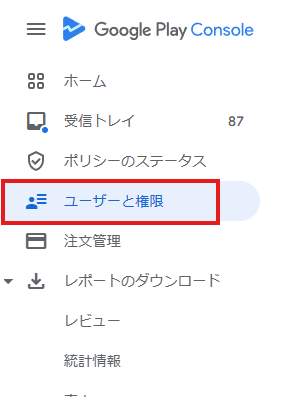 Google Play Console
ホーム
受信トレイ 87
ポリシーのステータス
ユーザーと権限
注文管理
レポートのダウンロード
レビュー
統計情報